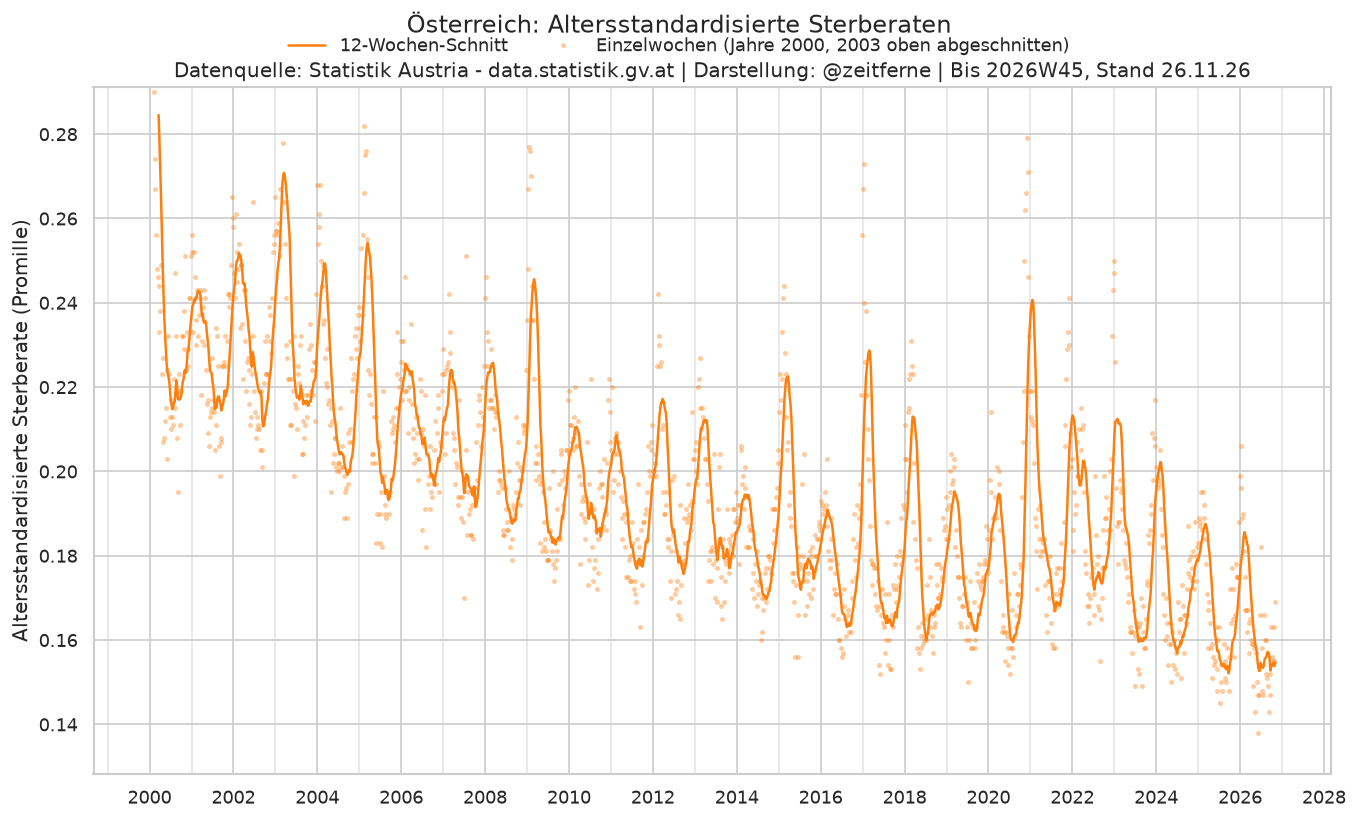 Österreich: Altersstandardisierte Sterberaten
12-Wochen-Schnitt Einzelwochen (Jahre 2000, 2003 oben abgeschnitten)
Datenquelle: Statistik Austria - data.statistik.gv.at | Darstellung: @zeitferne | Bis 2026W45, Stand 26.11.26
Altersstandardisierte Sterberate (Promille)
0.28
0.26
0.24
0.22
0.20
0.18
0.16
0.14
2000 2002 2004 2006 2008 2010 2012 2014 2016 2018 2020 2022 2024 2026 2028